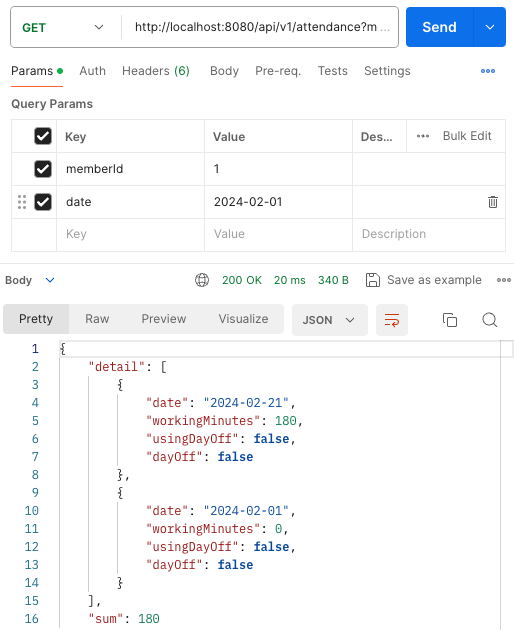 GET http://localhost:8080/api/v1/attendance?m ... Send
Params Auth Headers (6) Body Pre-req. Tests Settings
Query Params
Key Value Des... Bulk Edit
memberId 1
date 2024-02-01
Key Value Description
Body 200 OK 20 ms 340 B Save as example
Pretty Raw Preview Visualize JSON
1 {
2 "detail": [
3 {
4 "date": "2024-02-21",
5 "workingMinutes": 180,
6 "usingDayOff": false,
7 "dayOff": false
8 },
9 {
10 "date": "2024-02-01",
11 "workingMinutes": 0,
12 "usingDayOff": false,
13 "dayOff": false
14 }
15 ],
16 "sum": 180